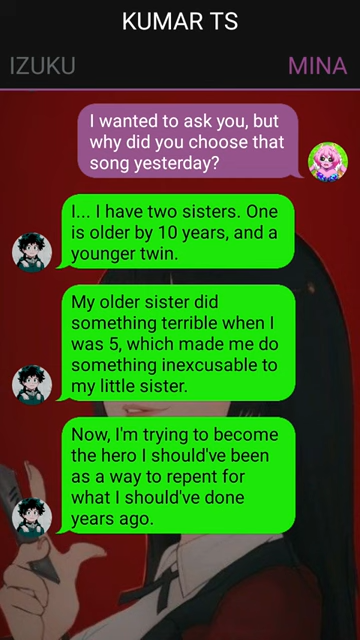 KUMAR TS
IZUKU
MINA
I wanted to ask you, but
why did you choose that
song yesterday?
I... I have two sisters. One
is older by 10 years, and a
younger twin.
My older sister did
something terrible when I
was 5, which made me do
something inexcusable to
my little sister.
Now, I'm trying to become
the hero I should've been
as a way to repent for
what I should've done
years ago.